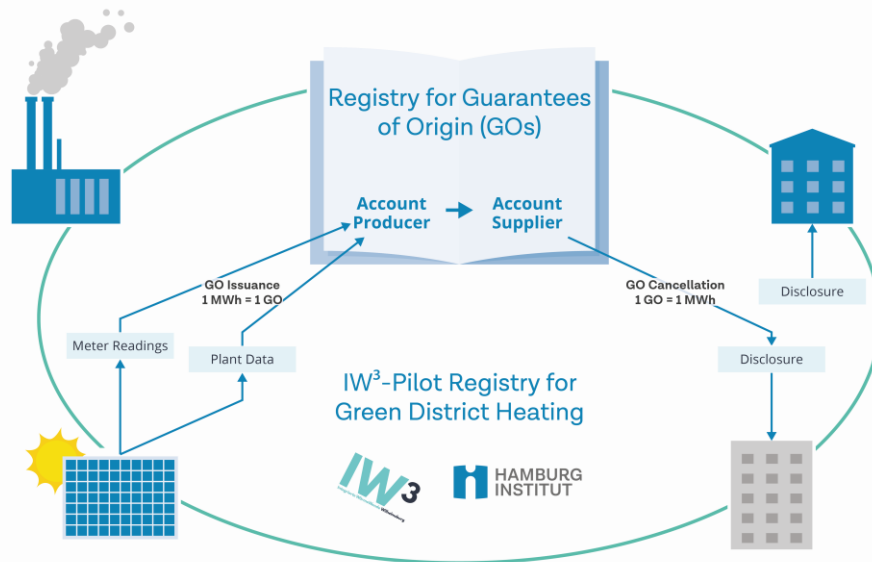 Registry for Guarantees
of Origin (GOs)
Account
Producer
Account
Supplier
GO Issuance
1 MWh = 1 GO
GO Cancellation
1 GO = 1 MWh
Disclosure
Meter Readings
Plant Data
Disclosure
IW³-Pilot Registry for
Green District Heating
IW3
HAMBURG
INSTITUT